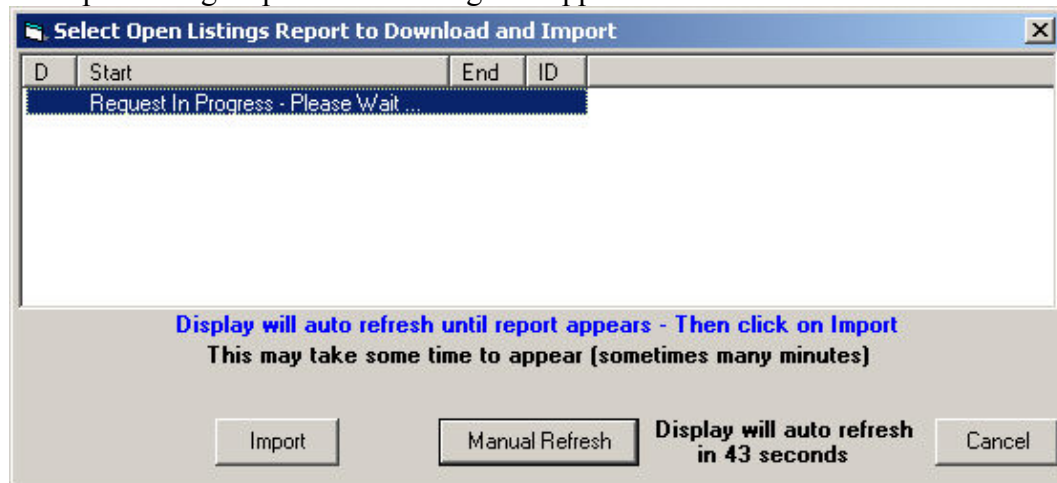 Select Open Listings Report to Download and Import
D Start End ID
Request In Progress - Please Wait ...
Display will auto refresh until report appears - Then click on Import
This may take some time to appear (sometimes many minutes)
Import Manual Refresh Display will auto refresh in 43 seconds Cancel